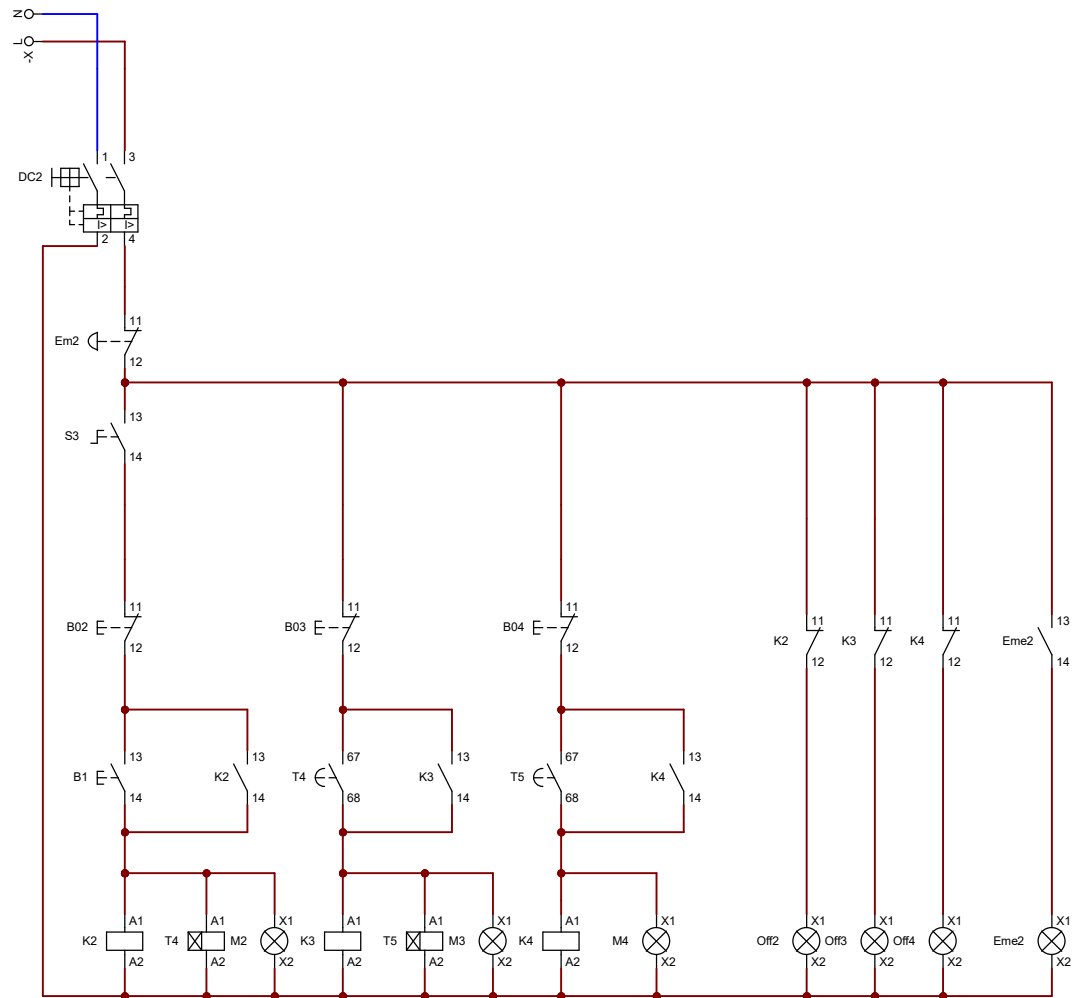 N
L
-X
1 3
DC2
I> I>
2 4
11
Em2
12
13
S3
14
11 11 11
B02 B03 B04 K2 K3 K4 Eme2
12 12 12
11 11 11 13
12 12 12 14
13 13 67 13 67 13
B1 K2 T4 K3 T5 K4
14 14 68 14 68 14
A1 A1 X1 A1 A1 X1 A1 X1 X1 X1 X1 X1
K2 T4 M2 K3 T5 M3 K4 M4 Off2 Off3 Off4 Eme2
A2 A2 X2 A2 A2 X2 A2 X2 X2 X2 X2 X2